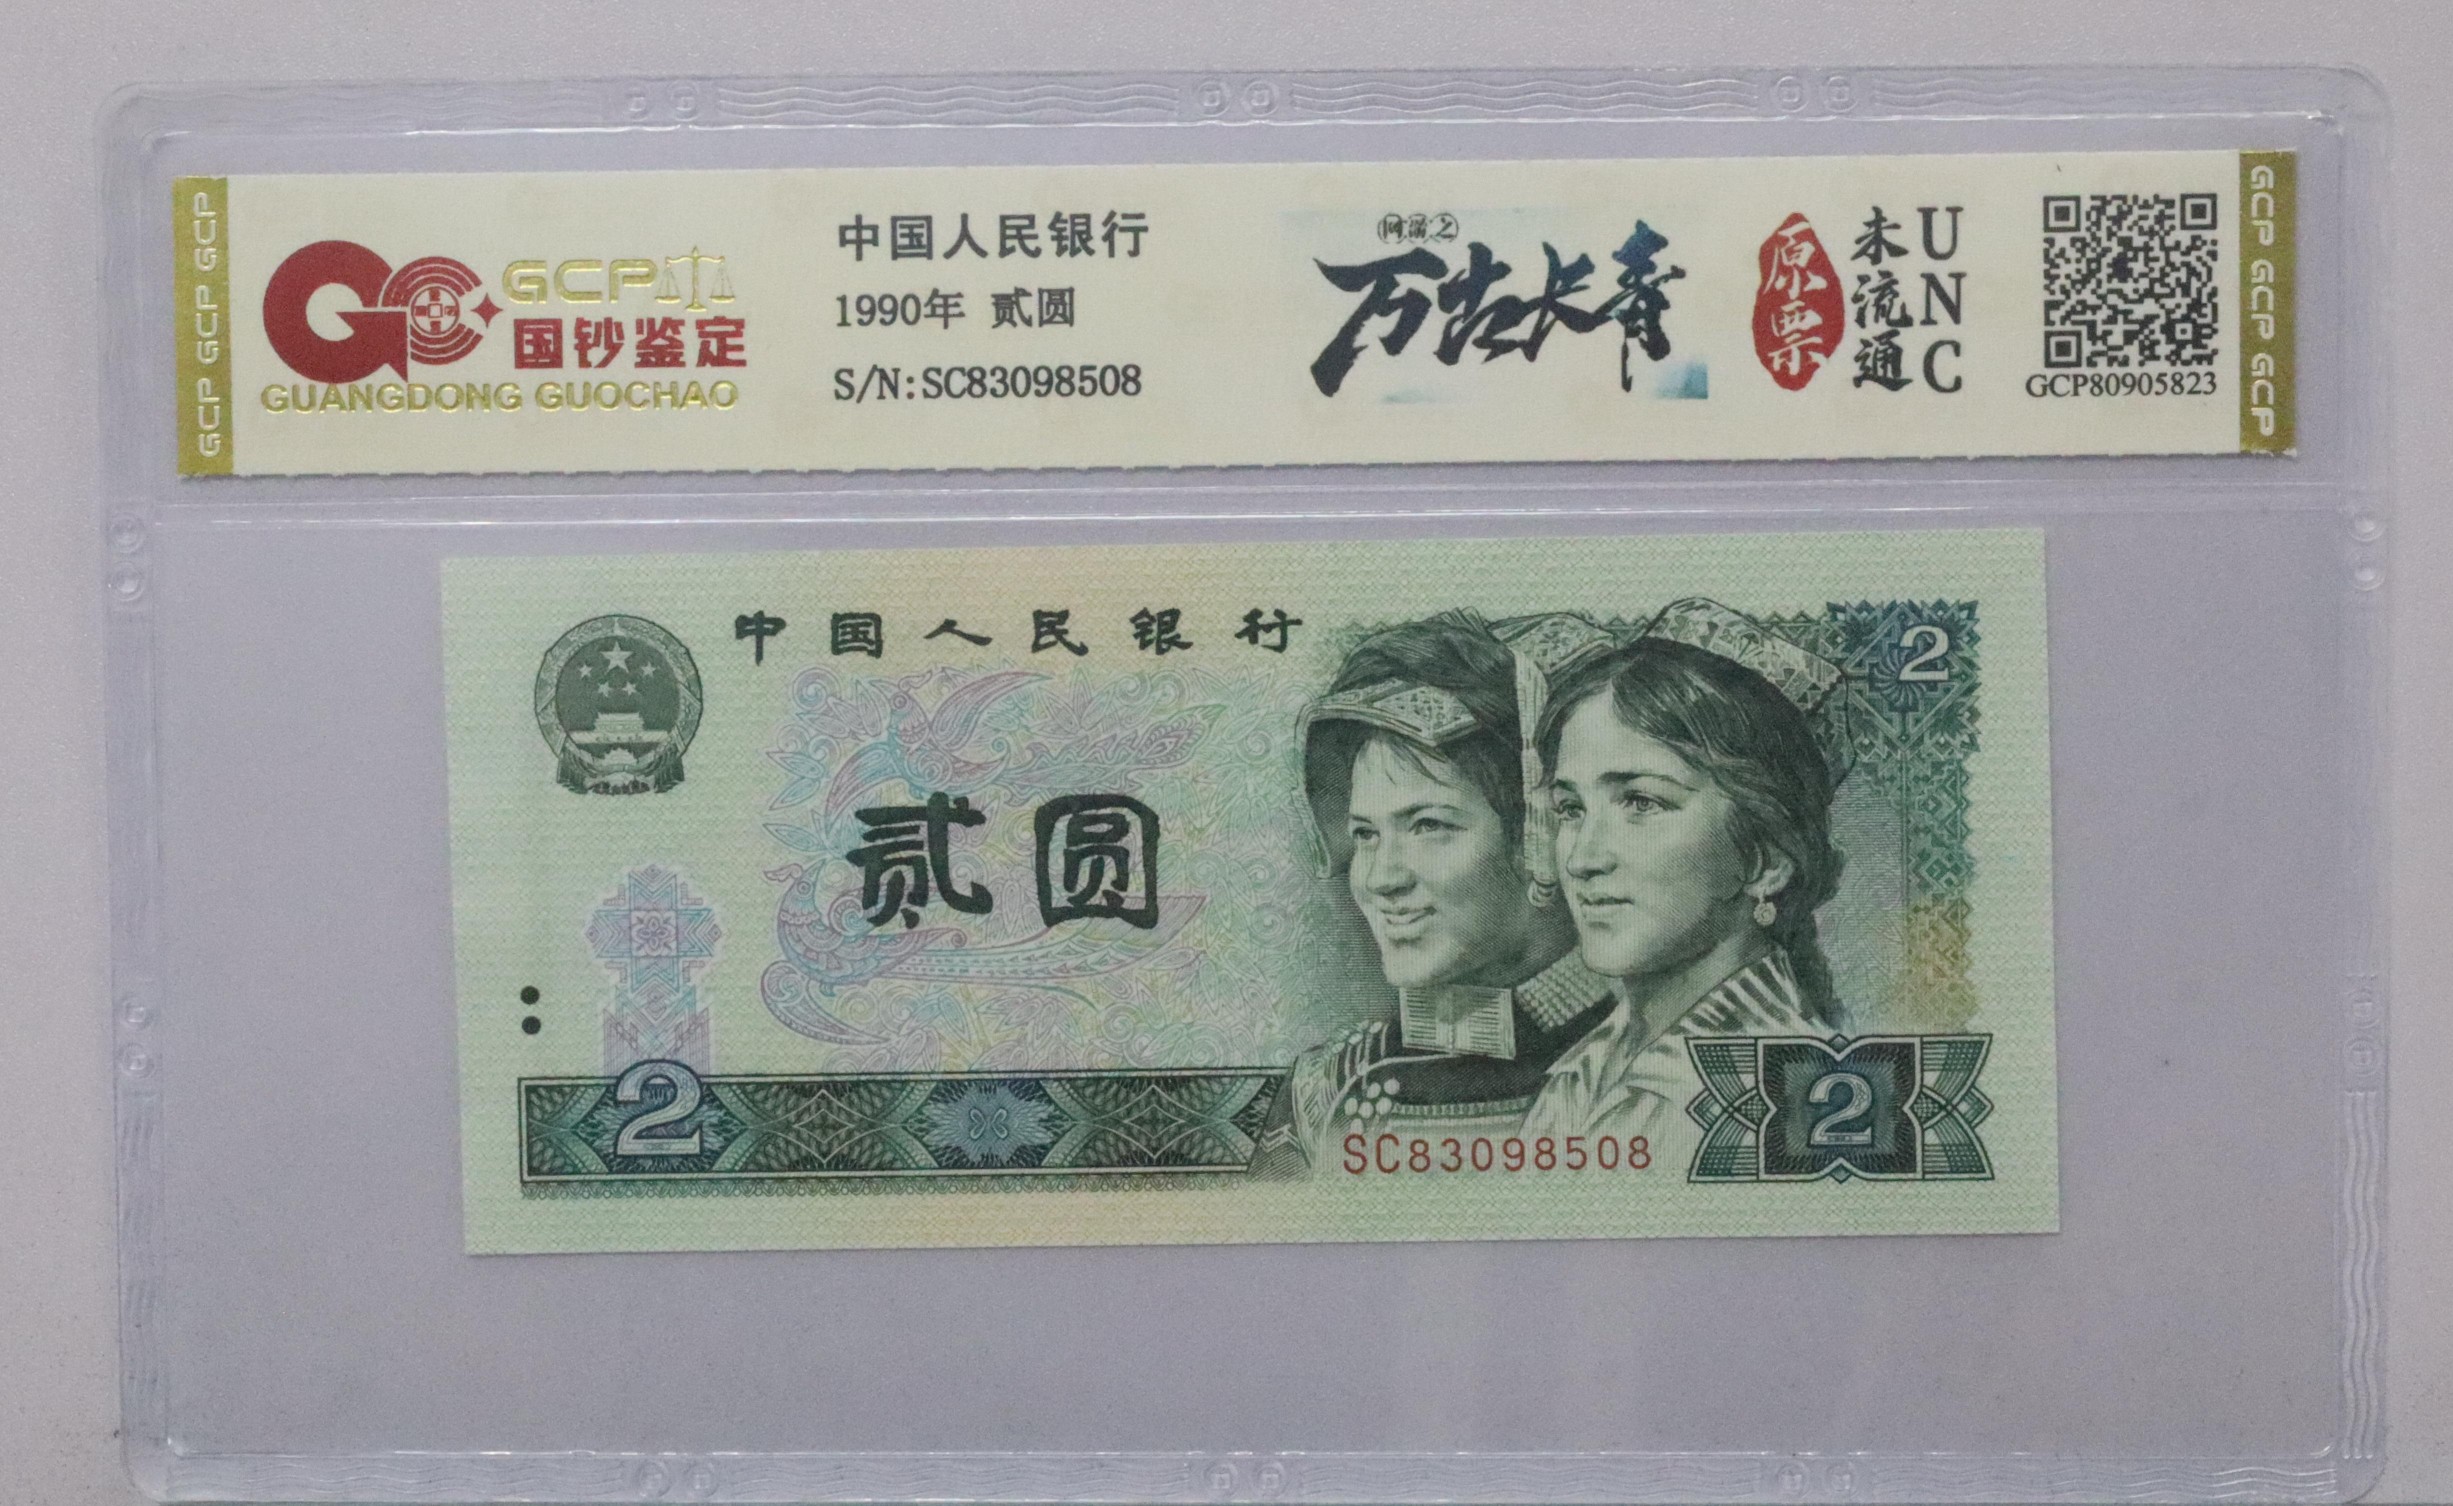 GCP GCP GCP
GCP
国钞鉴定
GUANGDONG GUOCHAO
中国人民银行
1990年 贰圆
S/N:SC83098508
万古长青
原票
未流通
UNC
GCP80905823
GCP GCP GCP
中国人民银行
2
贰圆
2
SC83098508
2